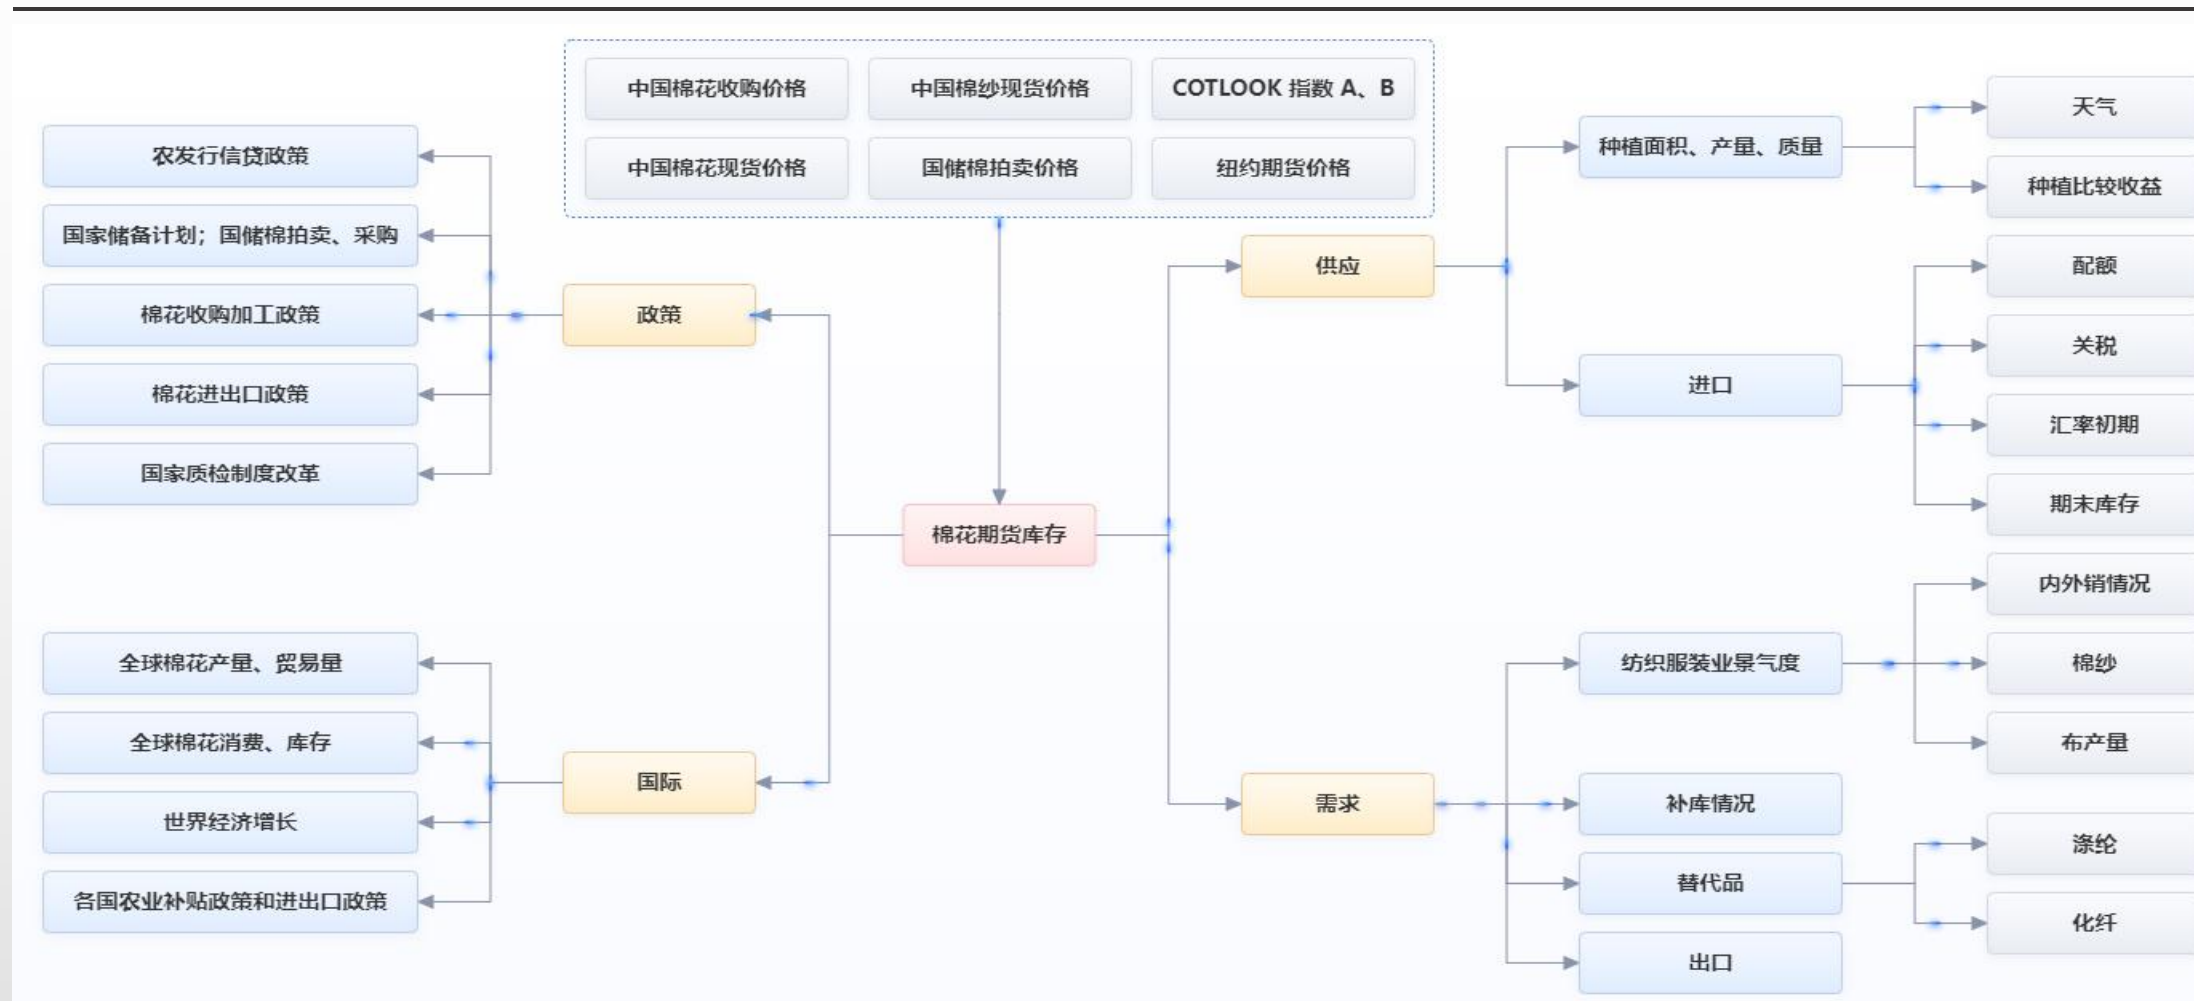 中国棉花收购价格
中国棉纱现货价格
COTLOOK 指数 A、B
中国棉花现货价格
国储棉拍卖价格
纽约期货价格
农发行信贷政策
国家储备计划；国储棉拍卖、采购
棉花收购加工政策
棉花进出口政策
国家质检制度改革
政策
全球棉花产量、贸易量
全球棉花消费、库存
世界经济增长
各国农业补贴政策和进出口政策
国际
棉花期货库存
供应
种植面积、产量、质量
天气
种植比较收益
进口
配额
关税
汇率初期
期末库存
需求
纺织服装业景气度
内外销情况
棉纱
布产量
补库情况
替代品
涤纶
化纤
出口